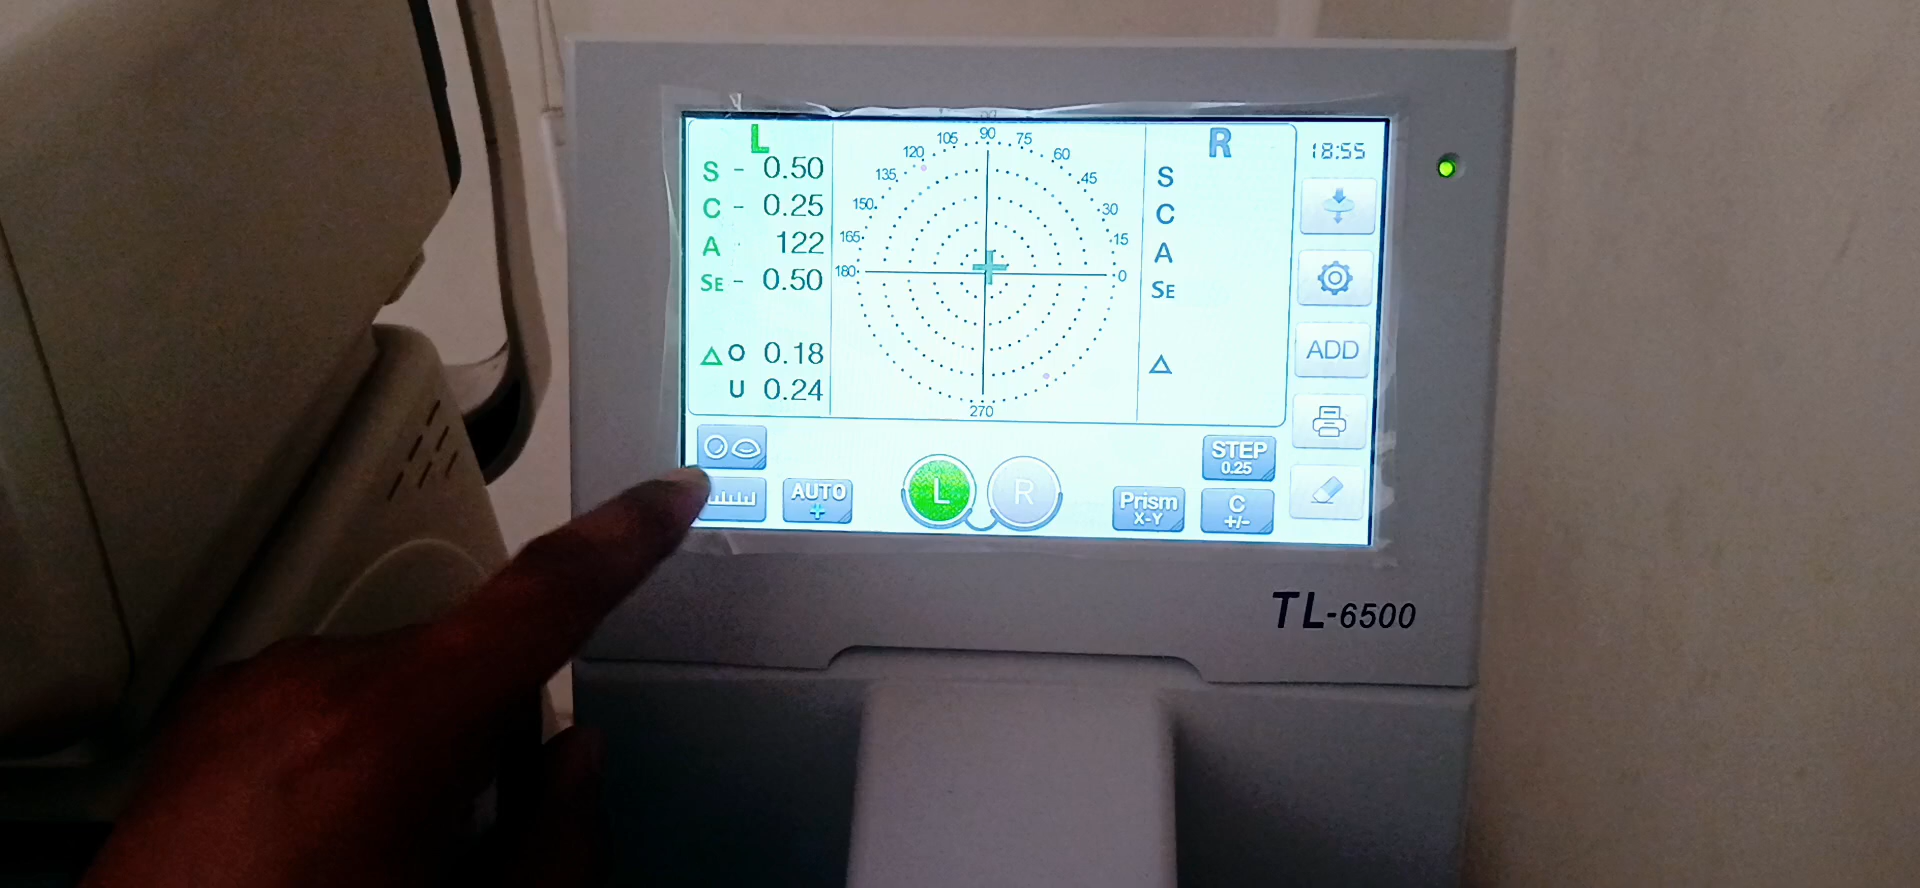 L
S - 0.50
C - 0.25
A 122
SE - 0.50
△ O 0.18
U 0.24
90
105
75
120
60
135
45
150
30
165
15
180
0
270
R
S
C
A
SE
△
18:55
ADD
STEP
0.25
AUTO
+
L
R
Prism
X-Y
C
+/-
TL-6500